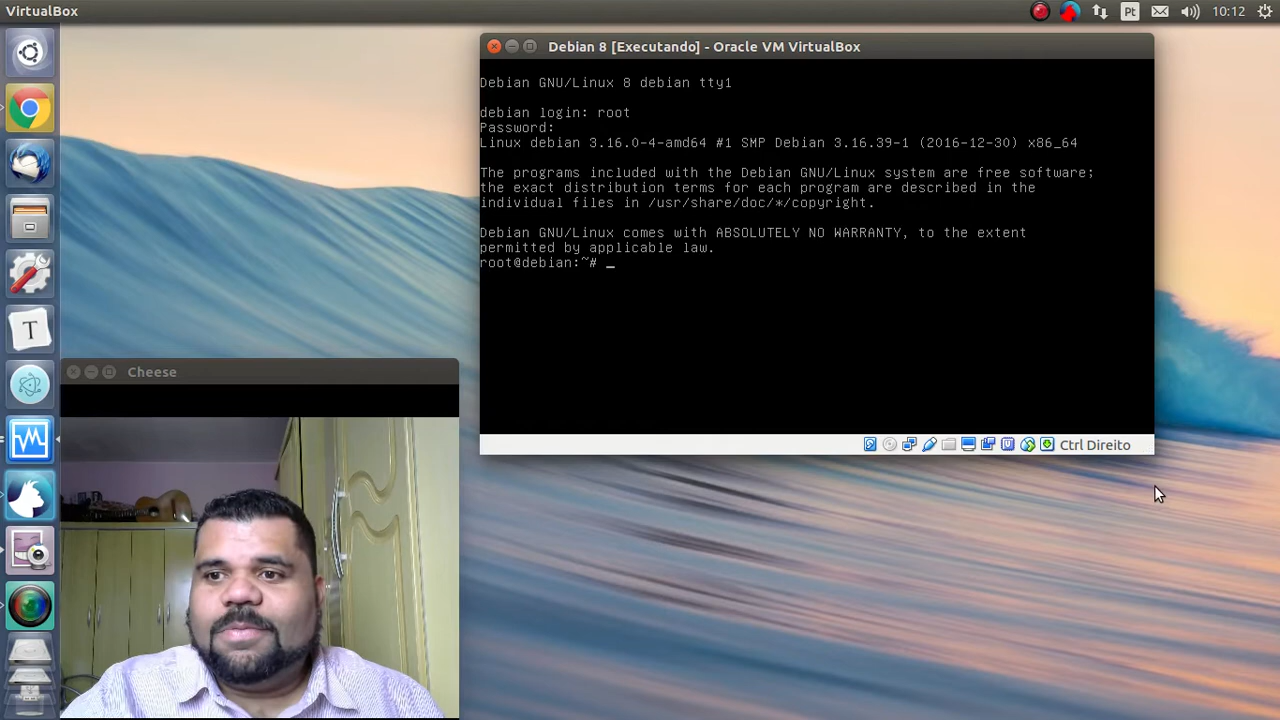 VirtualBox
Pt
10:12
Debian 8 [Executando] - Oracle VM VirtualBox
Debian GNU/Linux 8 debian tty1
debian login: root
Password:
Linux debian 3.16.0-4-amd64 #1 SMP Debian 3.16.39-1 (2016-12-30) x86_64
The programs included with the Debian GNU/Linux system are free software;
the exact distribution terms for each program are described in the
individual files in /usr/share/doc/*/copyright.
Debian GNU/Linux comes with ABSOLUTELY NO WARRANTY, to the extent
permitted by applicable law.
root@debian:~# _
Ctrl Direito
T
Cheese